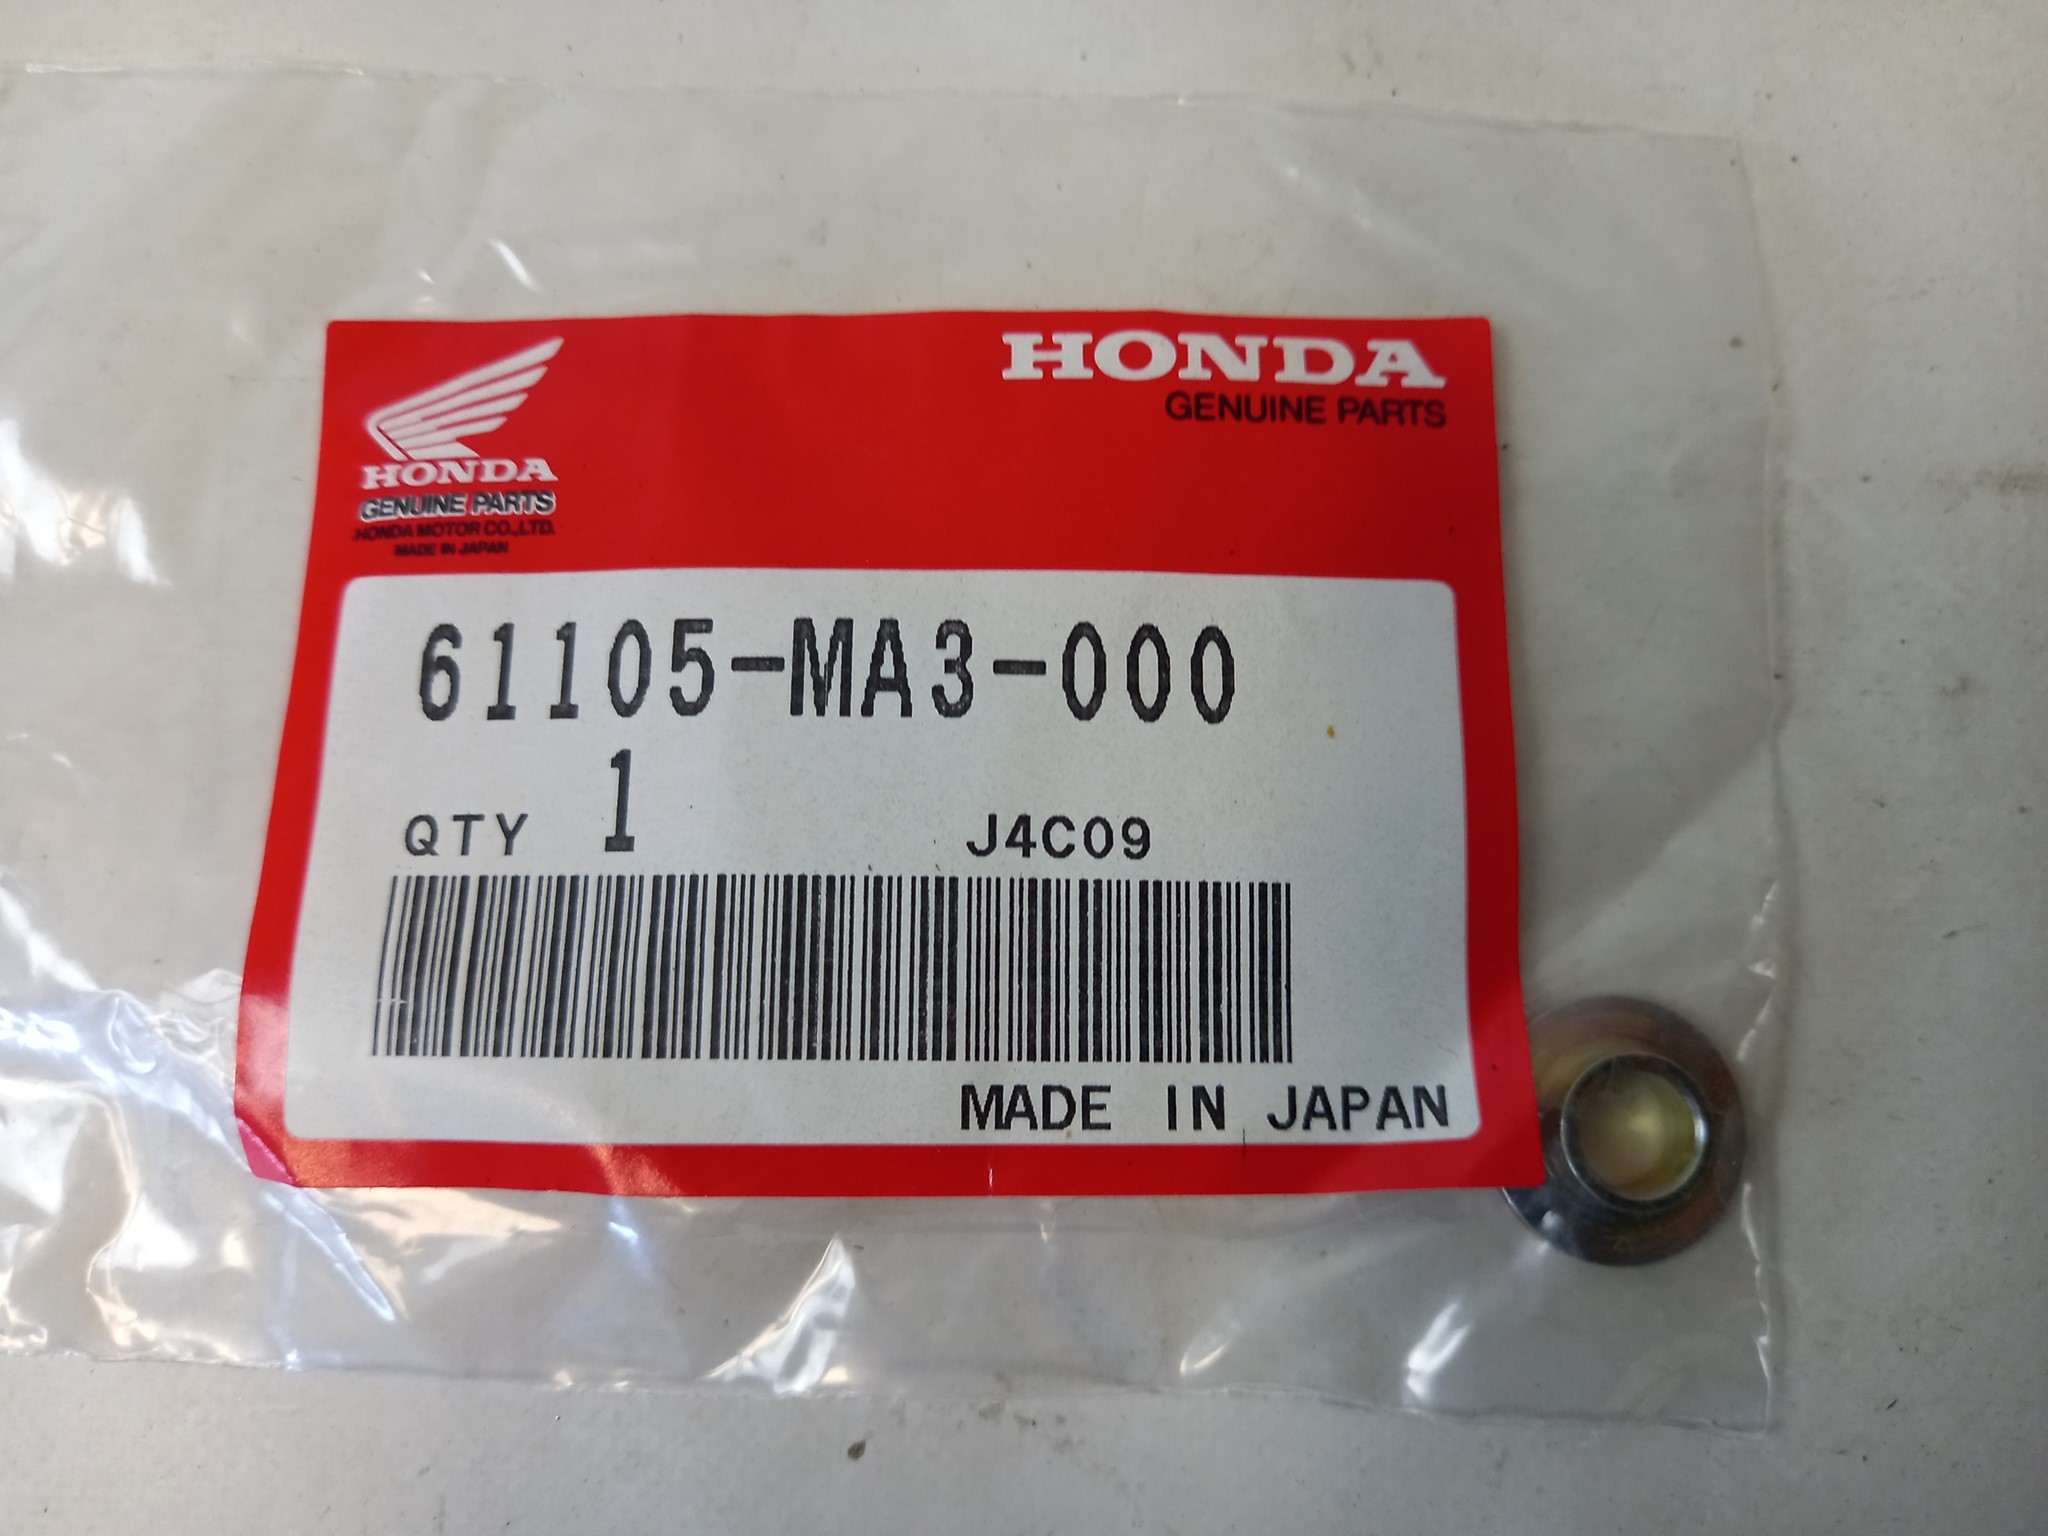 HONDA
GENUINE PARTS
HONDA
GENUINE PARTS
HONDA MOTOR CO.,LTD.
MADE IN JAPAN
61105-MA3-000
QTY 1 J4C09
MADE IN JAPAN